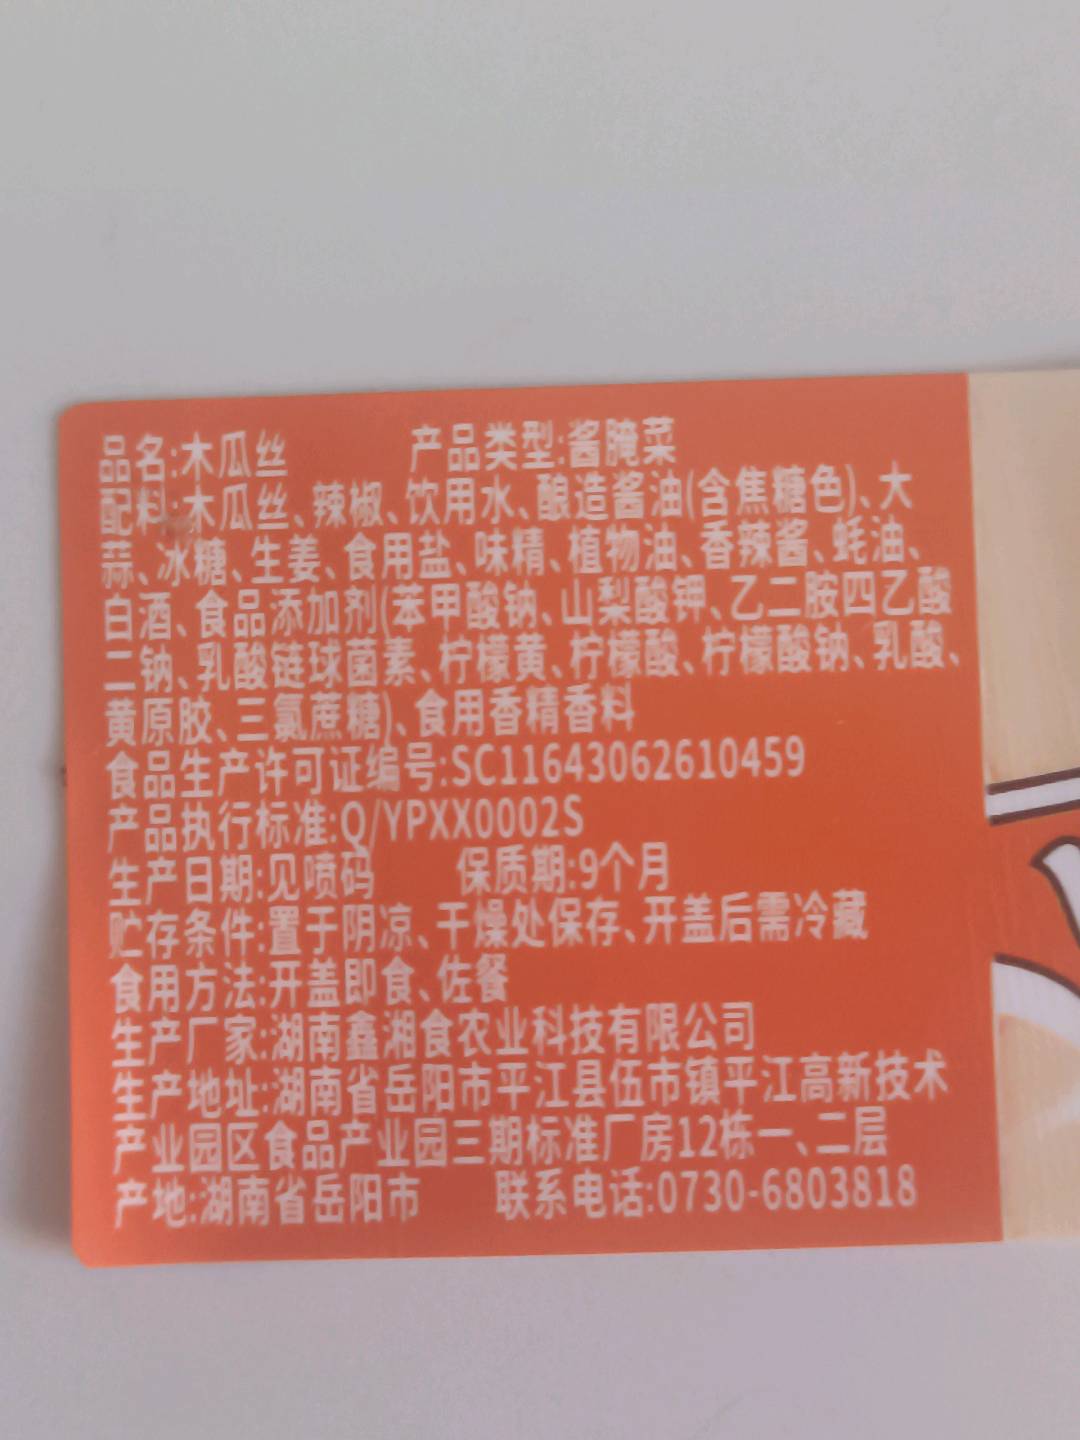 品名:木瓜丝 产品类型:酱腌菜
配料:木瓜丝、辣椒、饮用水、酿造酱油(含焦糖色)、大
蒜、冰糖、生姜、食用盐、味精、植物油、香辣酱、蚝油、
白酒、食品添加剂(苯甲酸钠、山梨酸钾、乙二胺四乙酸
二钠、乳酸链球菌素、柠檬黄、柠檬酸、柠檬酸钠、乳酸、
黄原胶、三氯蔗糖)、食用香精香料
食品生产许可证编号:SC11643062610459
产品执行标准:Q/YPXX0002S
生产日期:见喷码 保质期:9个月
贮存条件:置于阴凉、干燥处保存、开盖后需冷藏
食用方法:开盖即食、佐餐
生产厂家:湖南鑫湘食农业科技有限公司
生产地址:湖南省岳阳市平江县伍市镇平江高新技术
产业园区食品产业园三期标准厂房12栋一、二层
产地:湖南省岳阳市 联系电话:0730-6803818